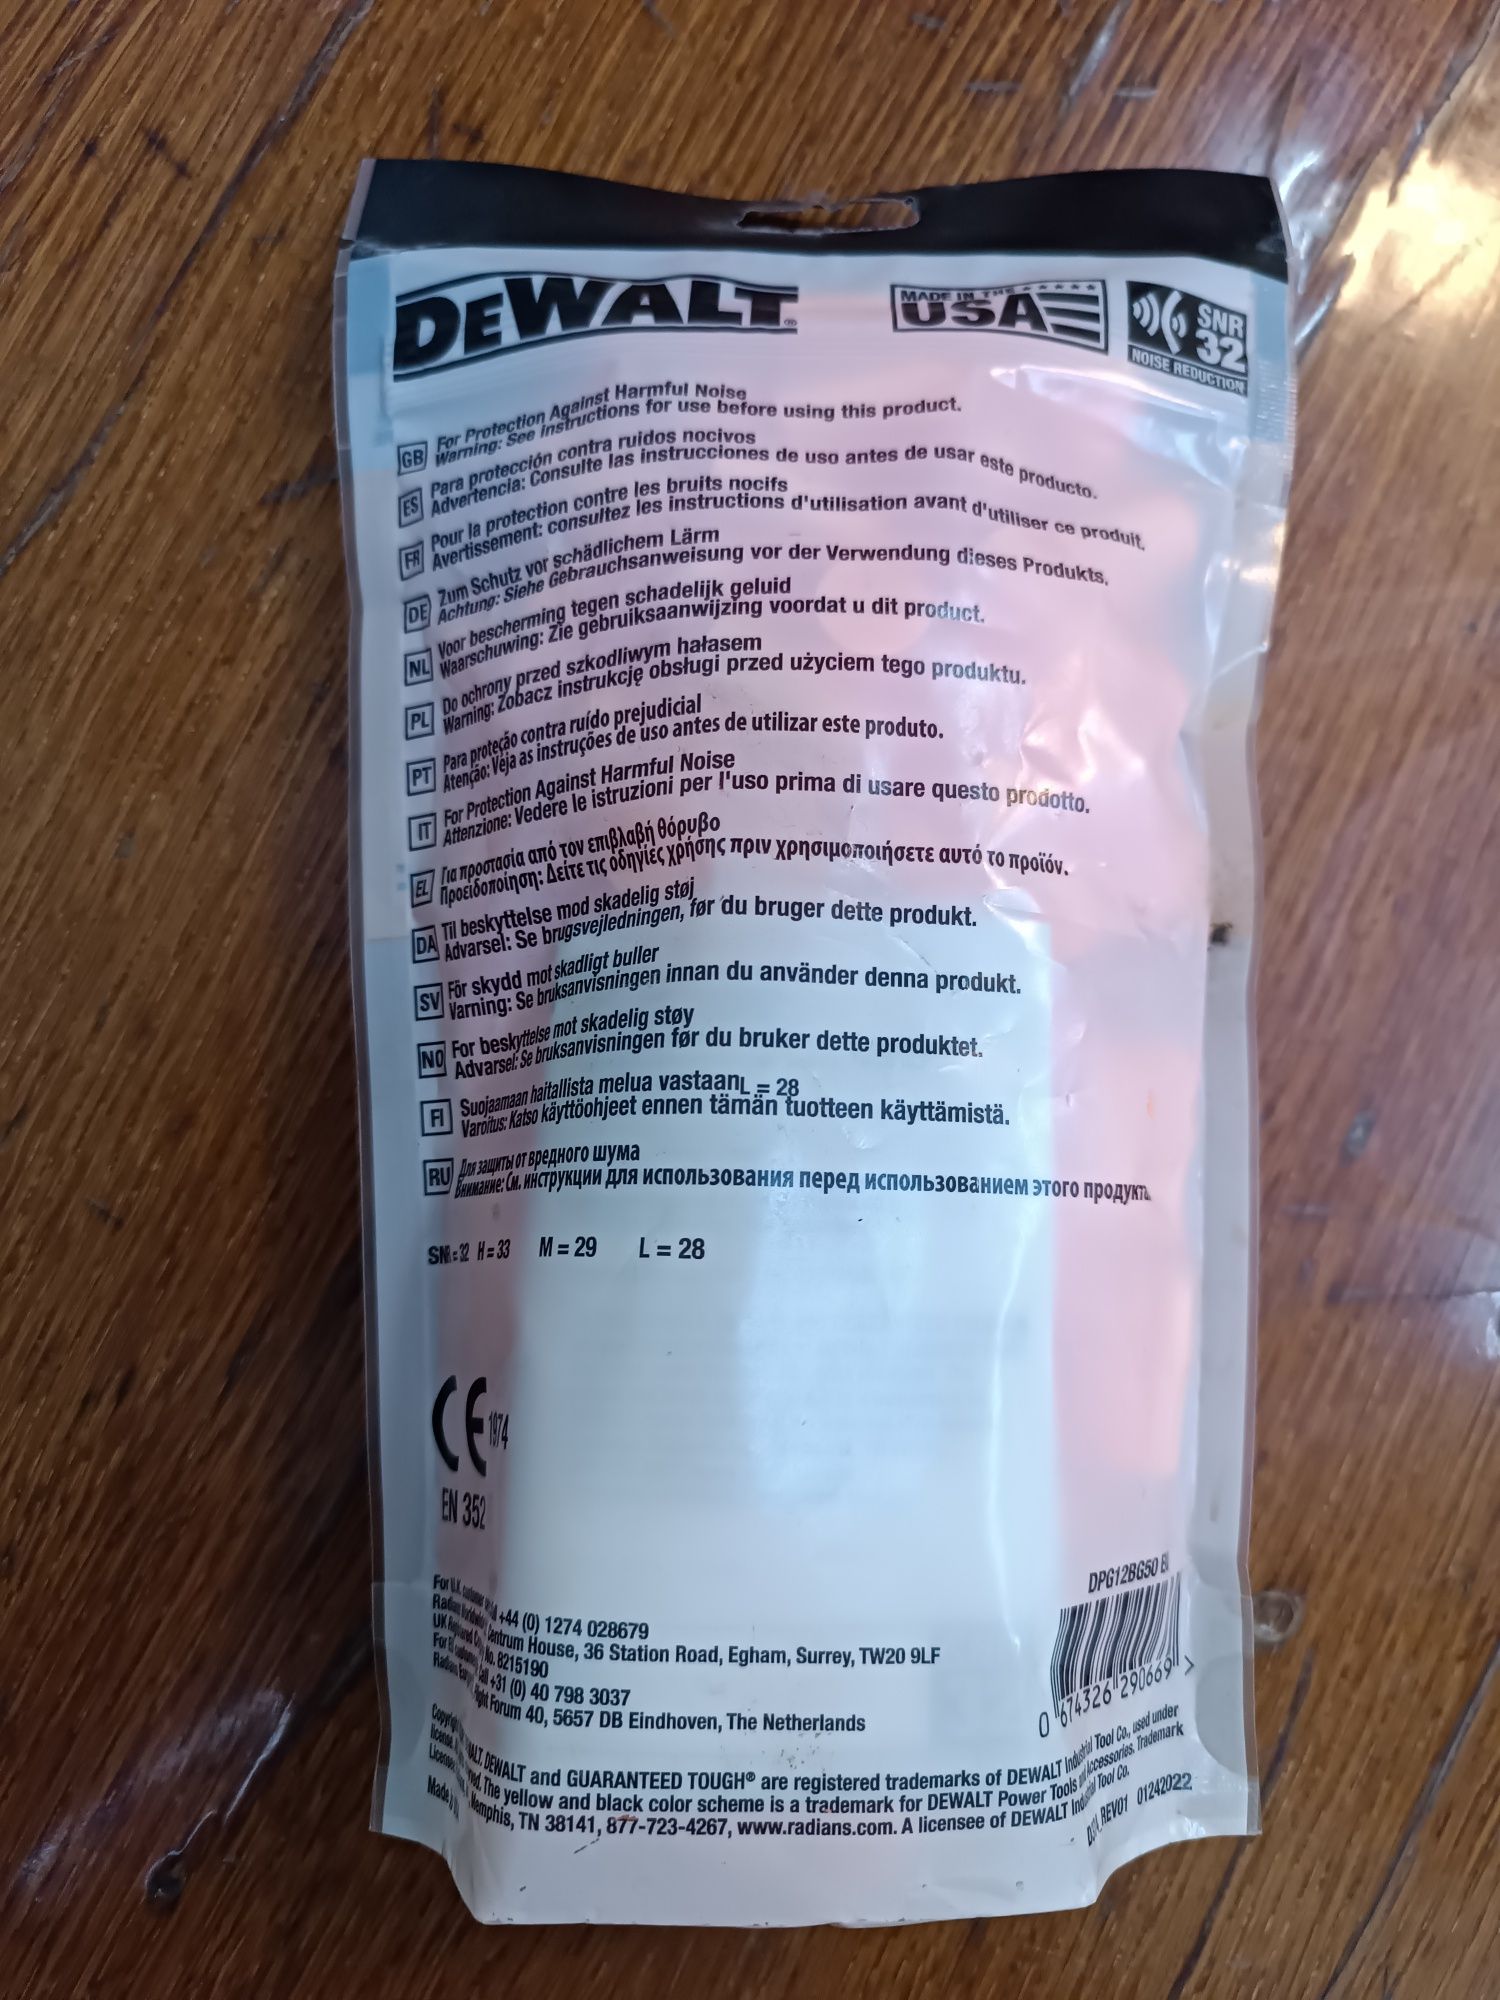 DEWALT®
MADE IN THE
USA
SNR
32
NOISE REDUCTION
GB
For Protection Against Harmful Noise
Warning: See Instructions for use before using this product.
ES
Para protección contra ruidos nocivos
Advertencia: Consulte las instrucciones de uso antes de usar este producto.
FR
Pour la protection contre les bruits nocifs
Avertissement: consultez les instructions d'utilisation avant d'utiliser ce produit.
DE
Zum Schutz vor schädlichem Lärm
Achtung: Siehe Gebrauchsanweisung vor der Verwendung dieses Produkts.
NL
Voor bescherming tegen schadelijk geluid
Waarschuwing: Zie gebruiksaanwijzing voordat u dit product.
PL
Do ochrony przed szkodliwym hałasem
Warning: Zobacz instrukcję obsługi przed użyciem tego produktu.
PT
Para proteção contra ruído prejudicial
Atenção: Veja as instruções de uso antes de utilizar este produto.
IT
For Protection Against Harmful Noise
Attenzione: Vedere le istruzioni per l'uso prima di usare questo prodotto.
EL
Για προστασία από τον επιβλαβή θόρυβο
Προειδοποίηση: Δείτε τις οδηγίες χρήσης πριν χρησιμοποιήσετε αυτό το προϊόν.
DA
Til beskyttelse mod skadelig støj
Advarsel: Se brugsvejledningen, før du bruger dette produkt.
SV
För skydd mot skadligt buller
Varning: Se bruksanvisningen innan du använder denna produkt.
NO
For beskyttelse mot skadelig støy
Advarsel: Se bruksanvisningen før du bruker dette produktet.
FI
Suojaamaan haitallista melua vastaan L = 28
Varoitus: Katso käyttöohjeet ennen tämän tuotteen käyttämistä.
RU
Для защиты от вредного шума
Внимание: См. инструкции для использования перед использованием этого
SNR = 32 H = 33 M = 29 L = 28
CE 1974
EN 352
DPG12BG50
For U.K. +44 (0) 1274 028679
Centrum House, 36 Station Road, Egham, Surrey, TW20 9LF
UK No. 8215190
For call +31 (0) 40 798 3037
Forum 40, 5657 DB Eindhoven, The Netherlands
0 674326 290669 >
DEWALT and GUARANTEED TOUGH® are registered trademarks of DEWALT Industrial Tool Co., used under
license. The yellow and black color scheme is a trademark for DEWALT Power Tools Accessories. Trademark
Memphis, TN 38141, 877-723-4267, www.radians.com. A licensee of DEWALT Industrial Tool Co.
Made
REV01 01242022